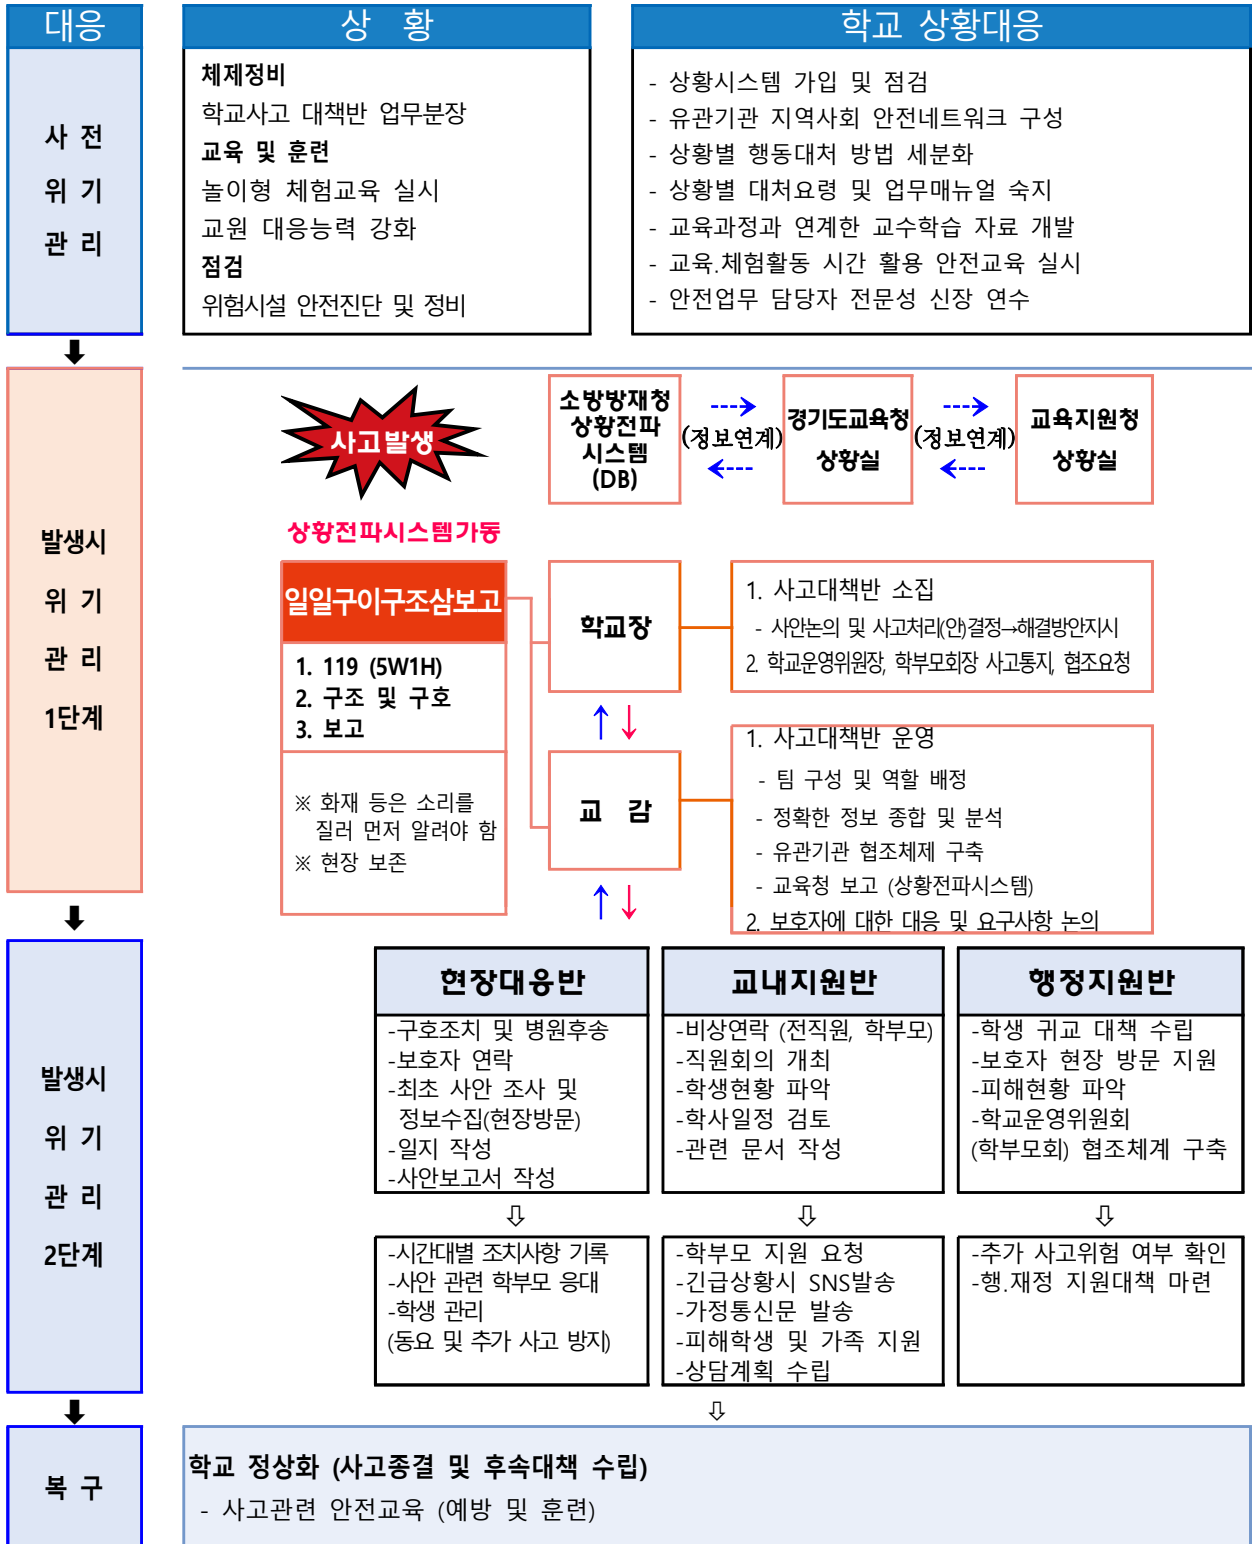 대응
상 황
학교 상황대응
사 전
위 기
관 리
체제정비
학교사고 대책반 업무분장
교육 및 훈련
놀이형 체험교육 실시
교원 대응능력 강화
점검
위험시설 안전진단 및 정비
- 상황시스템 가입 및 점검
- 유관기관 지역사회 안전네트워크 구성
- 상황별 행동대처 방법 세분화
- 상황별 대처요령 및 업무매뉴얼 숙지
- 교육과정과 연계한 교수학습 자료 개발
- 교육.체험활동 시간 활용 안전교육 실시
- 안전업무 담당자 전문성 신장 연수
발생시
위 기
관 리
1단계
사고발생
상황전파시스템가동
소방방재청
상황전파
시스템
(DB)
(정보연계)
경기도교육청
상황실
(정보연계)
교육지원청
상황실
일일구이구조삼보고
1. 119 (5W1H)
2. 구조 및 구호
3. 보고
※ 화재 등은 소리를
질러 먼저 알려야 함
※ 현장 보존
학교장
1. 사고대책반 소집
- 사안논의 및 사고처리(안)결정→해결방안지시
2. 학교운영위원장, 학부모회장 사고통지, 협조요청
교 감
1. 사고대책반 운영
- 팀 구성 및 역할 배정
- 정확한 정보 종합 및 분석
- 유관기관 협조체제 구축
- 교육청 보고 (상황전파시스템)
2. 보호자에 대한 대응 및 요구사항 논의
발생시
위 기
관 리
2단계
현장대응반
-구호조치 및 병원후송
-보호자 연락
-최초 사안 조사 및
정보수집(현장방문)
-일지 작성
-사안보고서 작성
교내지원반
-비상연락 (전직원, 학부모)
-직원회의 개최
-학생현황 파악
-학사일정 검토
-관련 문서 작성
행정지원반
-학생 귀교 대책 수립
-보호자 현장 방문 지원
-피해현황 파악
-학교운영위원회
(학부모회) 협조체계 구축
-시간대별 조치사항 기록
-사안 관련 학부모 응대
-학생 관리
(동요 및 추가 사고 방지)
-학부모 지원 요청
-긴급상황시 SNS발송
-가정통신문 발송
-피해학생 및 가족 지원
-상담계획 수립
-추가 사고위험 여부 확인
-행.재정 지원대책 마련
복 구
학교 정상화 (사고종결 및 후속대책 수립)
- 사고관련 안전교육 (예방 및 훈련)